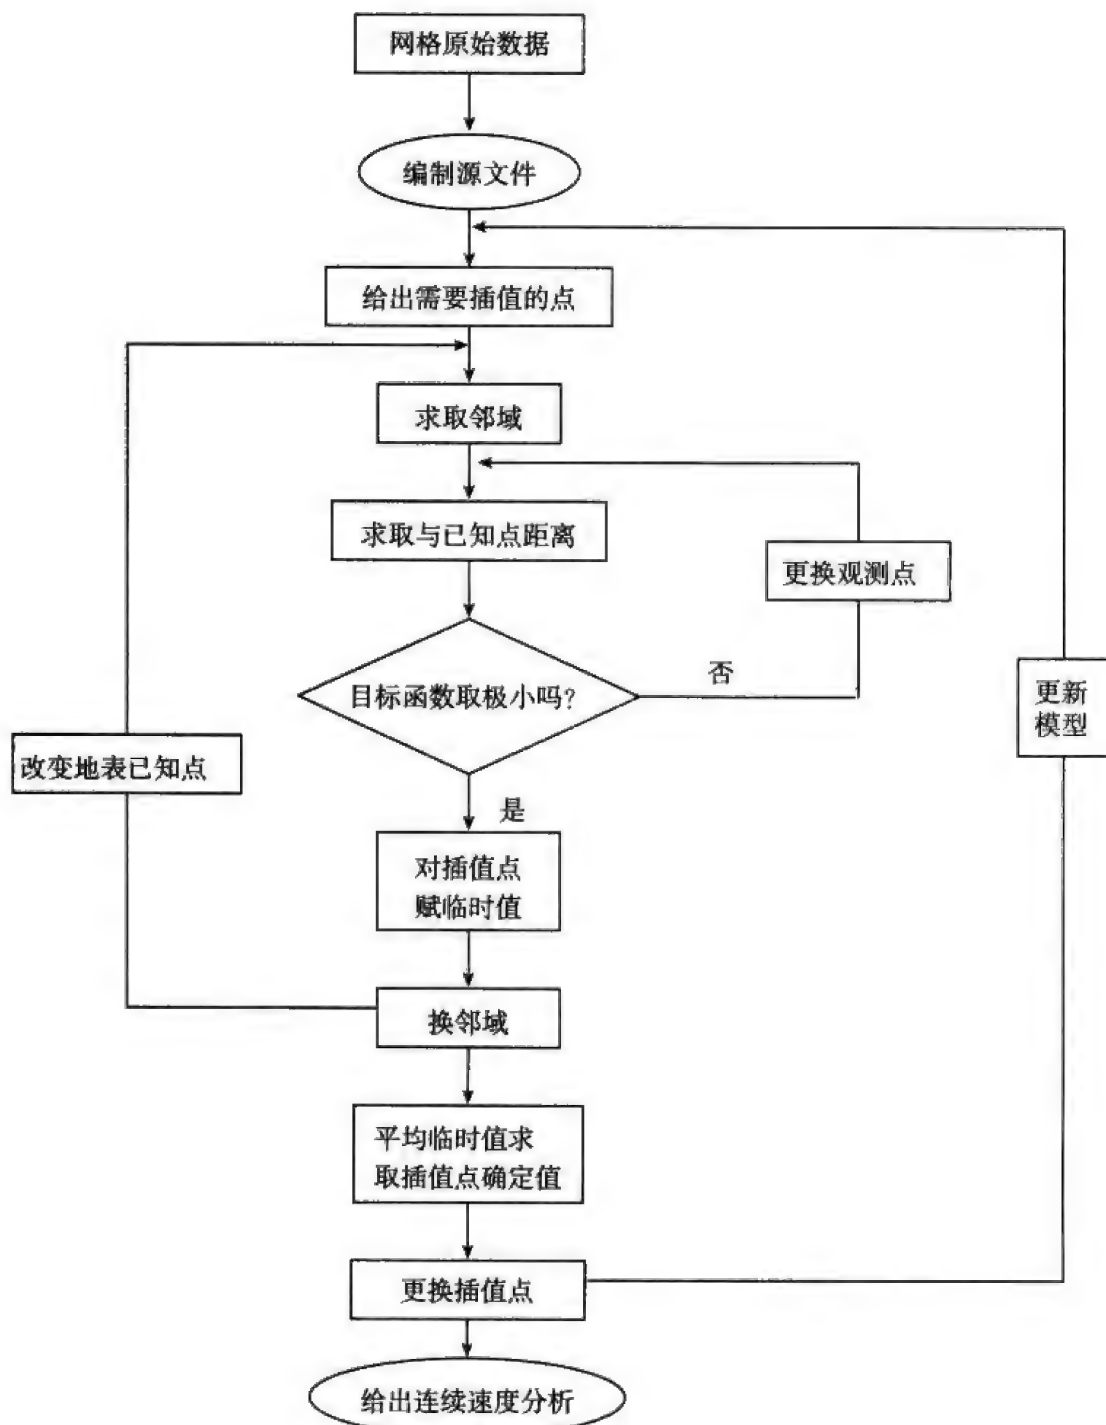 网格原始数据
编制源文件
给出需要插值的点
求取邻域
求取与已知点距离
更换观测点
目标函数取极小吗?
否
更新
模型
改变地表已知点
是
对插值点
赋临时值
换邻域
平均临时值求
取插值点确定值
更换插值点
给出连续速度分析